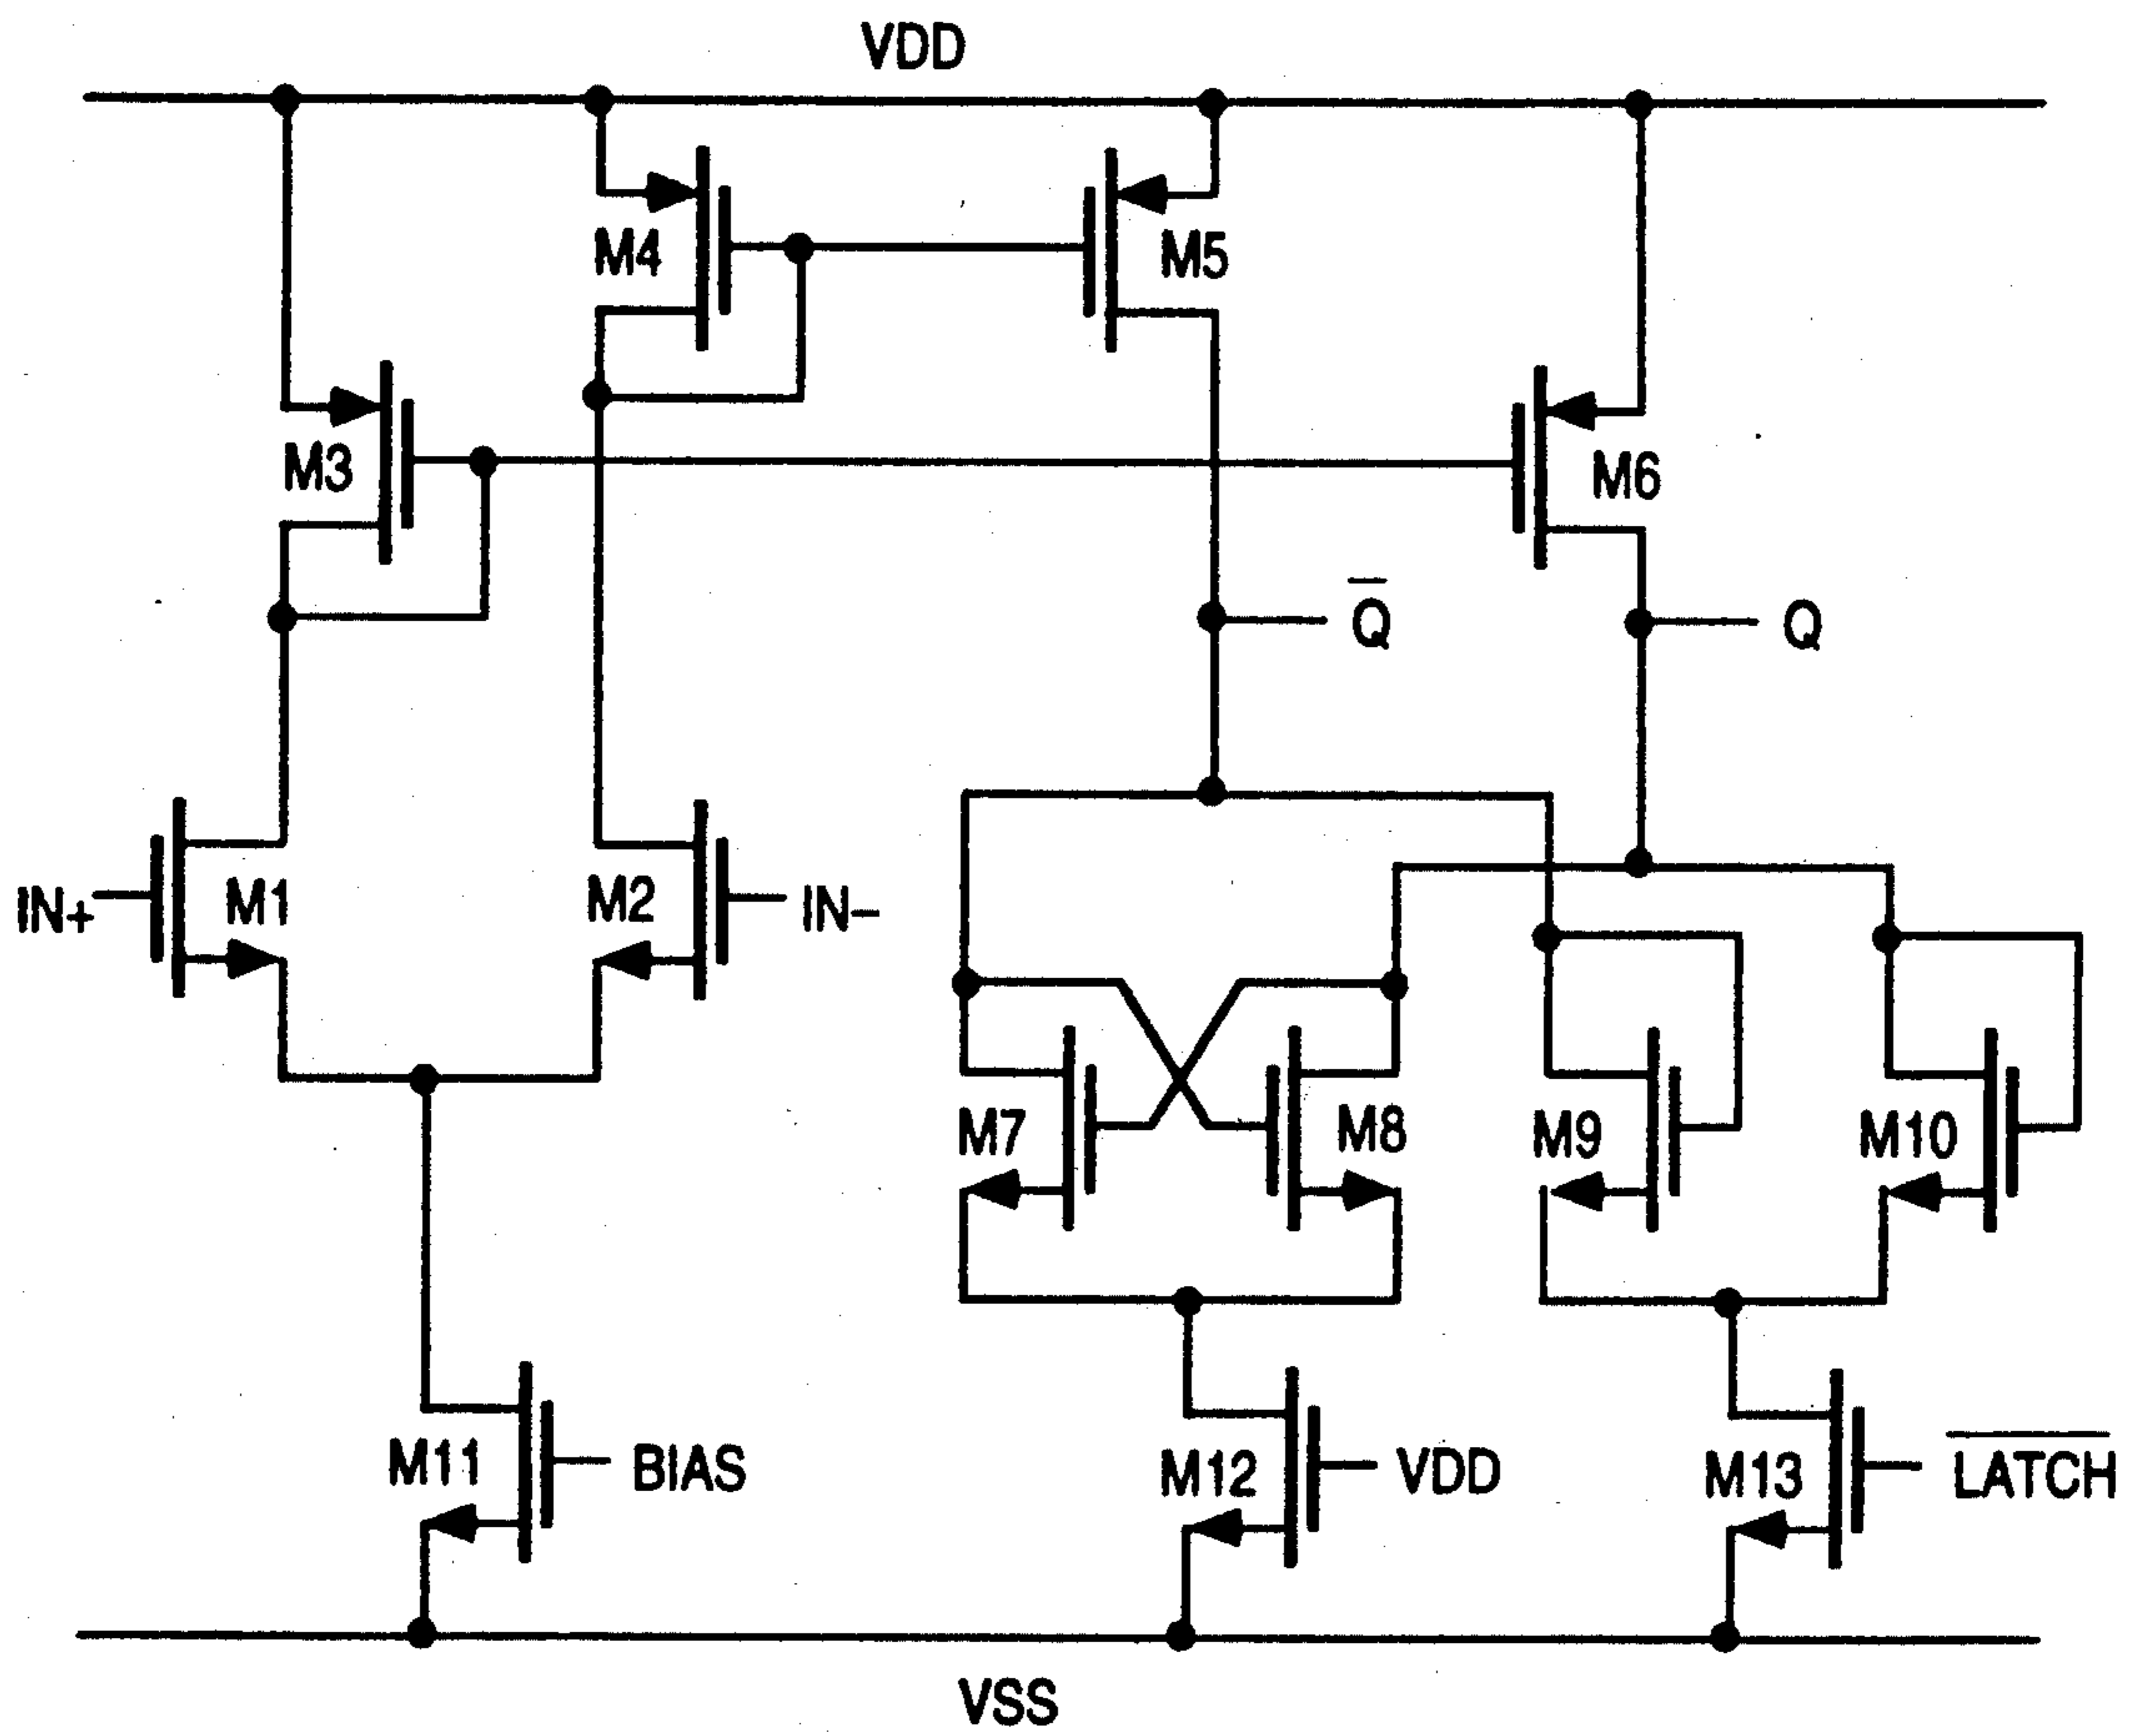 VDD
M4
M5
M3
M6
Q̅
Q
IN+
M1
M2
IN−
M7
M8
M9
M10
M11
BIAS
M12
VDD
M13
L̅A̅T̅C̅H̅
VSS